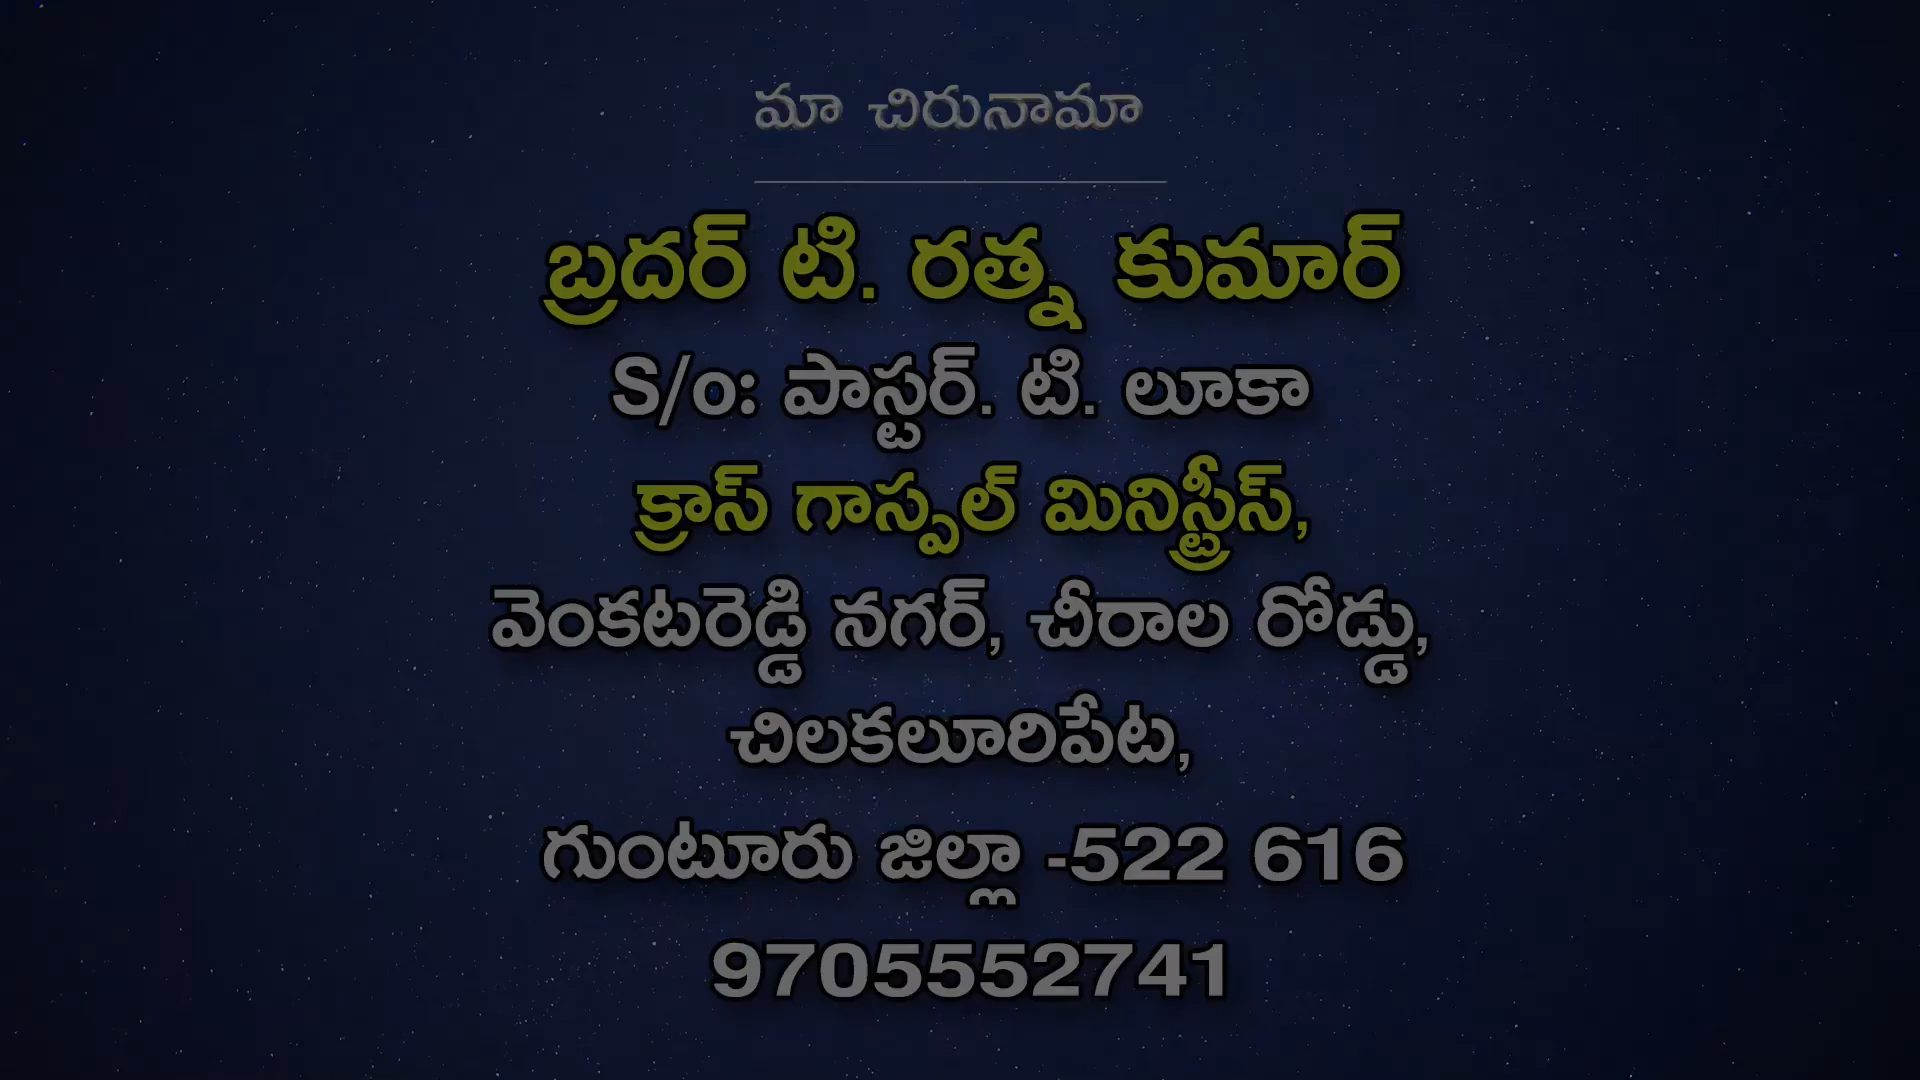 మా చిరునామా
బ్రదర్ టి. రత్న కుమార్
S/o: పాస్టర్. టి. లూకా
క్రాస్ గాస్పల్ మినిస్ట్రీస్,
వెంకటరెడ్డి నగర్, చీరాల రోడ్డు,
చిలకలూరిపేట,
గుంటూరు జిల్లా -522 616
9705552741